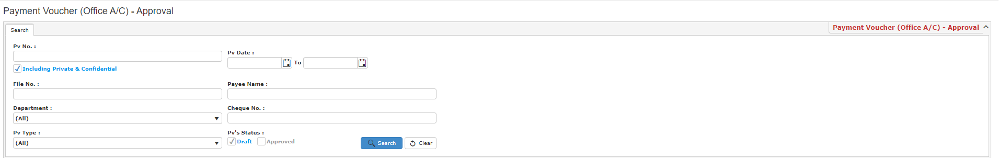 Payment Voucher (Office A/C) - Approval
Search
Payment Voucher (Office A/C) - Approval
Pv No. :
Pv Date :
To
Including Private & Confidential
File No. :
Payee Name :
Department :
Cheque No. :
(All)
Pv Type :
Pv's Status :
(All)
Draft
Approved
Search
Clear